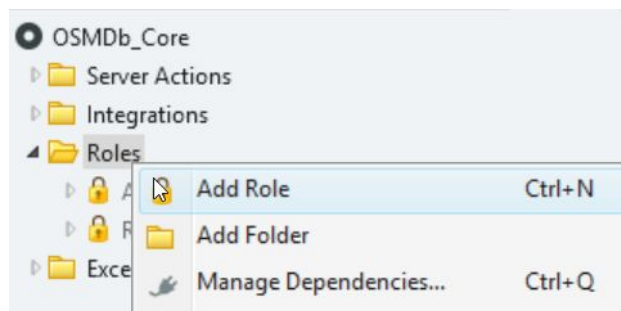 OSMDb_Core
Server Actions
Integrations
Roles
Add Role Ctrl+N
Add Folder
Manage Dependencies... Ctrl+Q